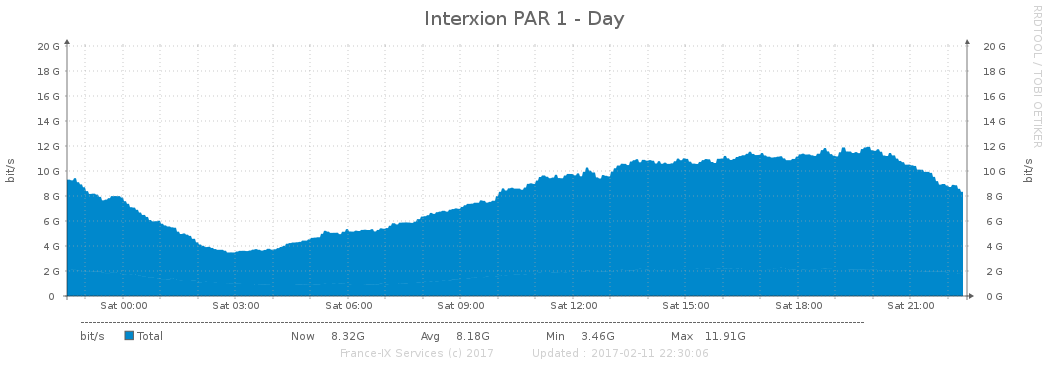 Interxion PAR 1 - Day
RRDTOOL / TOBI OETIKER
bit/s
20 G 20 G
18 G 18 G
16 G 16 G
14 G 14 G
12 G 12 G
10 G 10 G
8 G 8 G
6 G 6 G
4 G 4 G
2 G 2 G
0 0 G
bit/s
Sat 00:00 Sat 03:00 Sat 06:00 Sat 09:00 Sat 12:00 Sat 15:00 Sat 18:00 Sat 21:00
bit/s Total Now 8.32G Avg 8.18G Min 3.46G Max 11.91G
France-IX Services (c) 2017 Updated : 2017-02-11 22:30:06